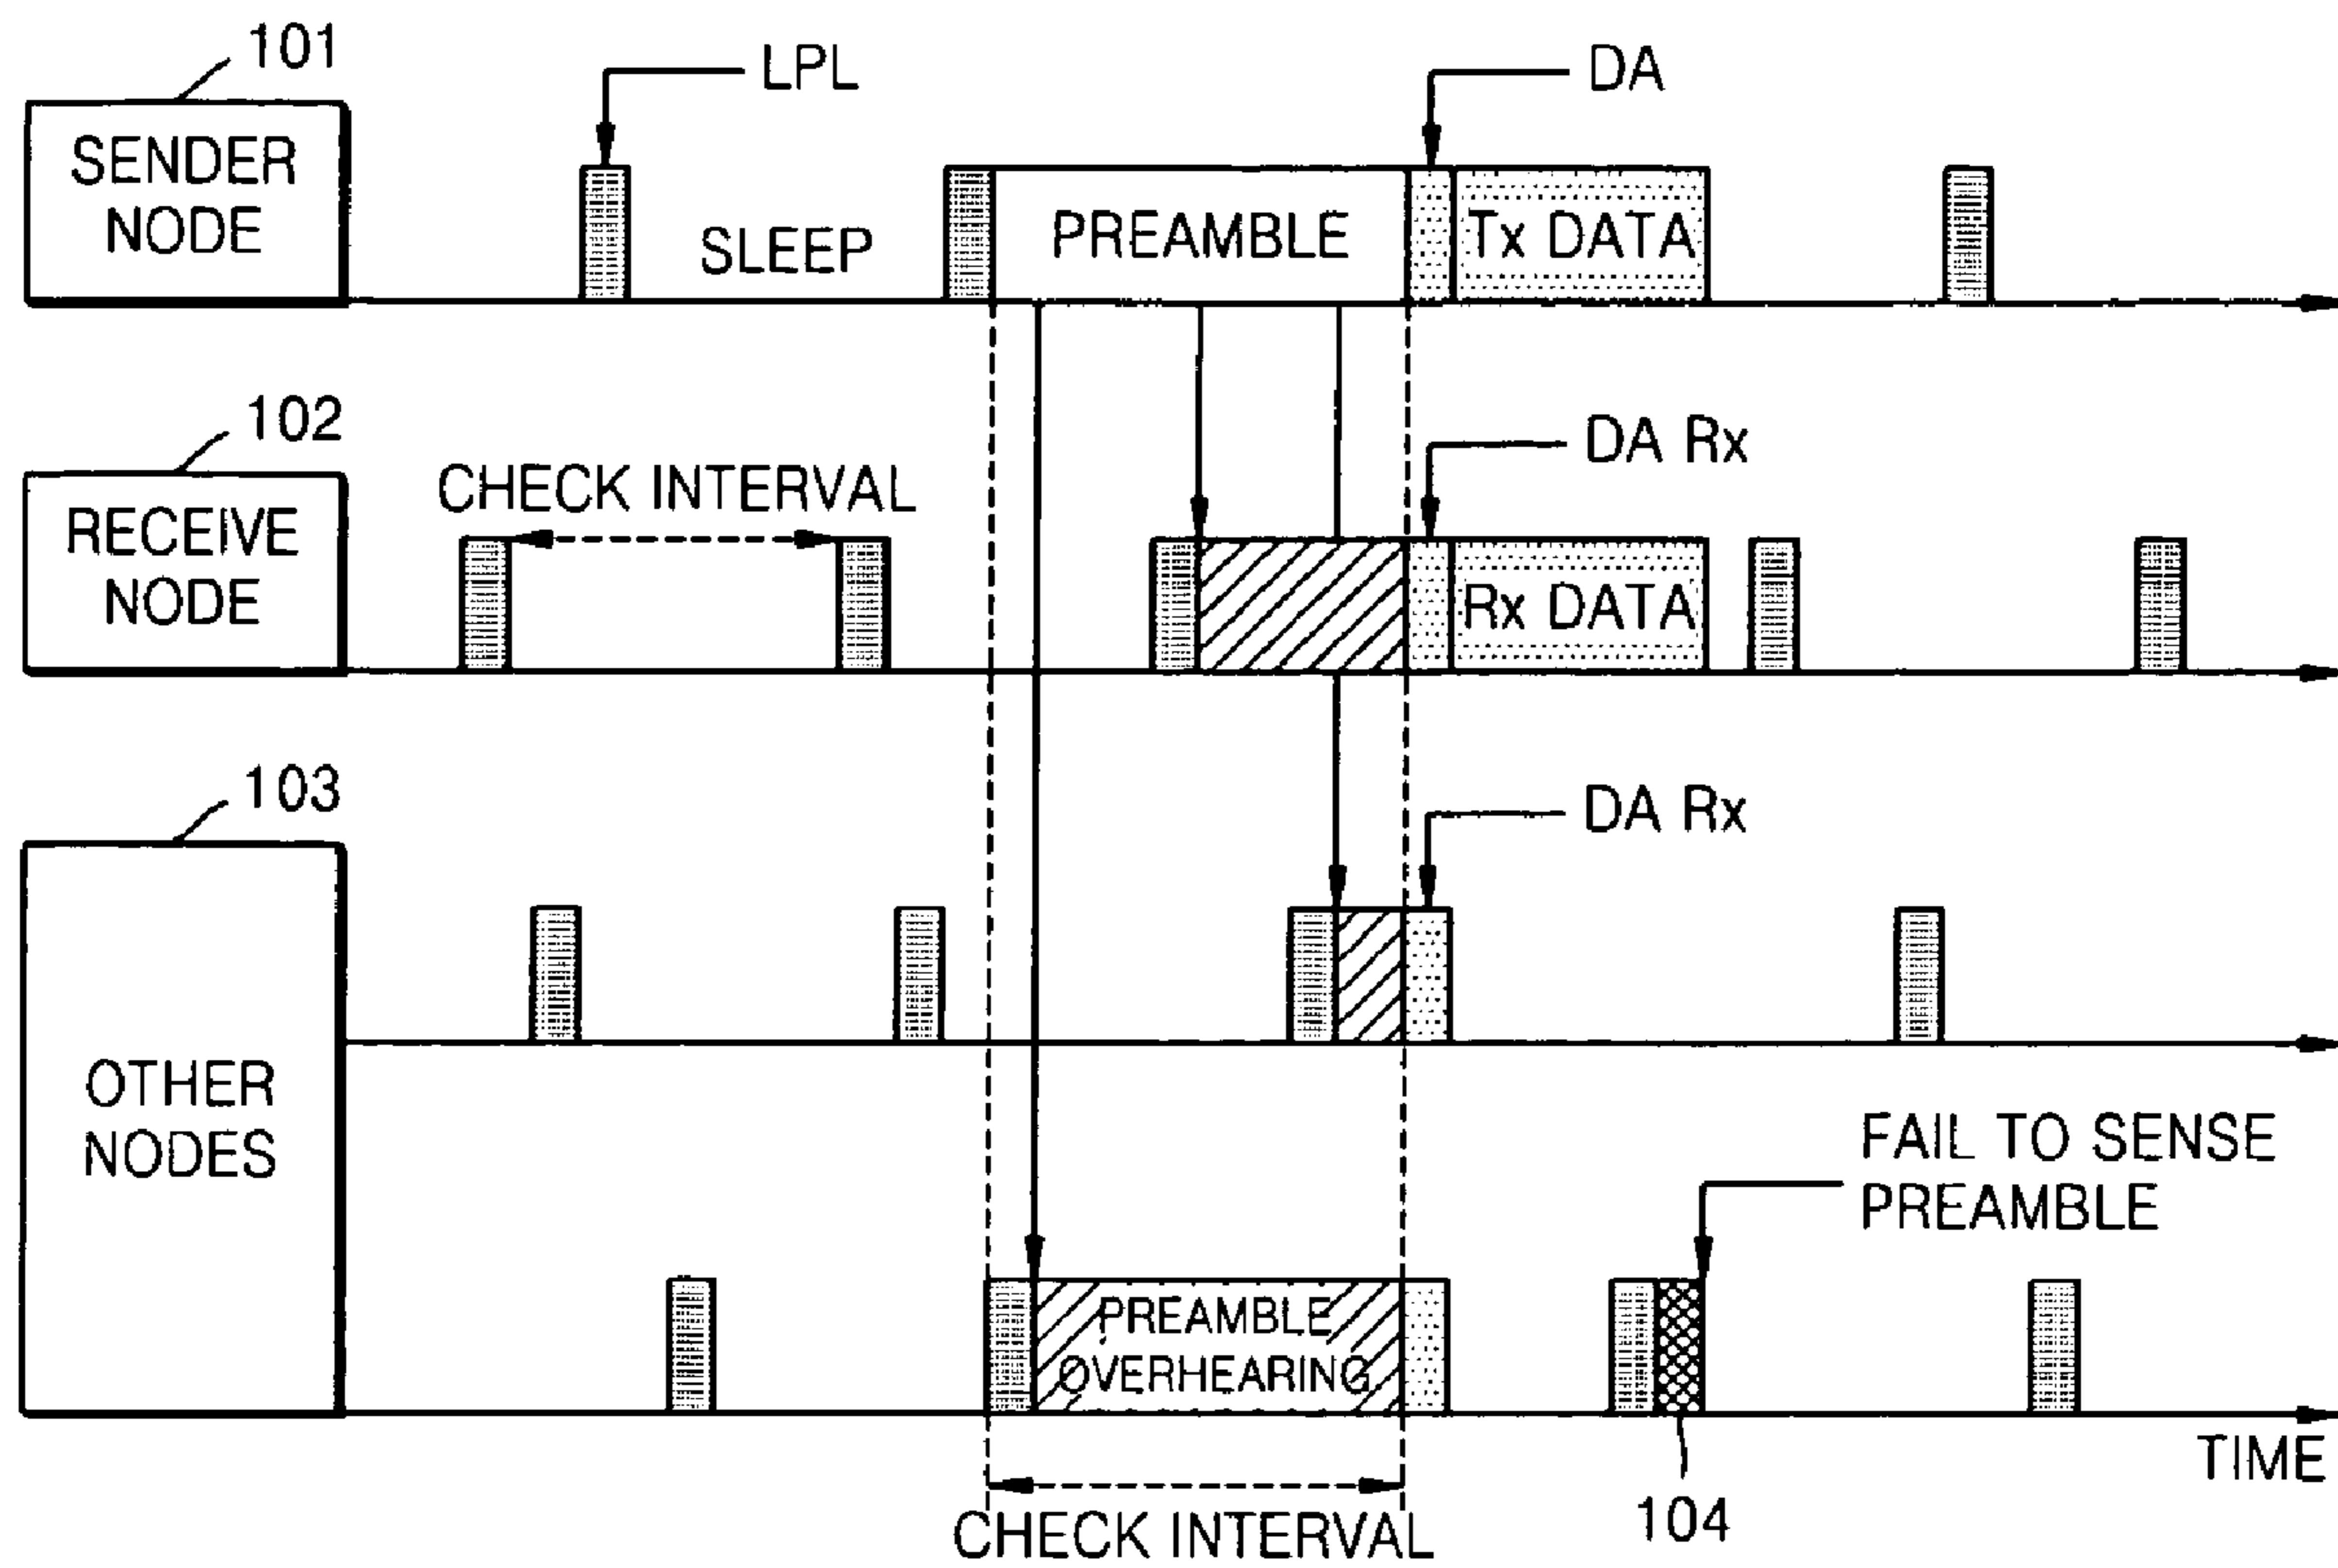 101
LPL
DA
SENDER
NODE
SLEEP
PREAMBLE
Tx DATA
102
CHECK INTERVAL
DA Rx
RECEIVE
NODE
Rx DATA
103
DA Rx
OTHER
NODES
FAIL TO SENSE
PREAMBLE
PREAMBLE
OVERHEARING
TIME
CHECK INTERVAL
104